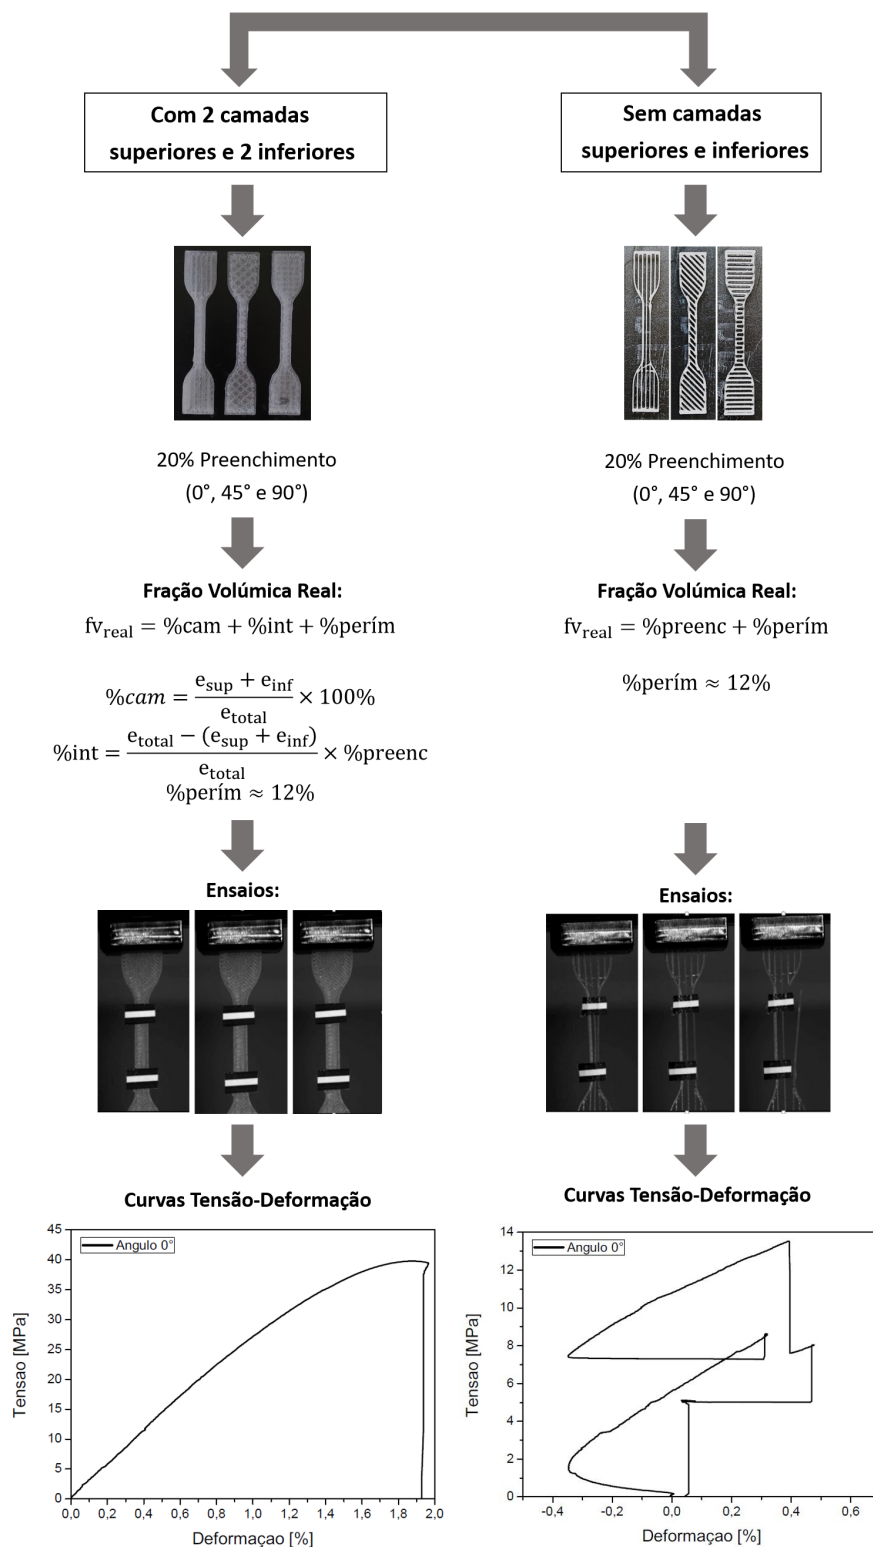 Com 2 camadas
superiores e 2 inferiores
20% Preenchimento
(0°, 45° e 90°)
Fração Volúmica Real:
fv_real = %cam + %int + %perím
%cam = (e_sup + e_inf) / e_total × 100%
%int = (e_total − (e_sup + e_inf)) / e_total × %preenc
%perím ≈ 12%
Ensaios:
Curvas Tensão-Deformação
45
40
35
30
25
20
15
10
5
0
Tensao [MPa]
Angulo 0°
0,0 0,2 0,4 0,6 0,8 1,0 1,2 1,4 1,6 1,8 2,0
Deformaçao [%]
Sem camadas
superiores e inferiores
20% Preenchimento
(0°, 45° e 90°)
Fração Volúmica Real:
fv_real = %preenc + %perím
%perím ≈ 12%
Ensaios:
Curvas Tensão-Deformação
14
12
10
8
6
4
2
0
Tensao [MPa]
Angulo 0°
-0,4 -0,2 0,0 0,2 0,4 0,6
Deformaçao [%]